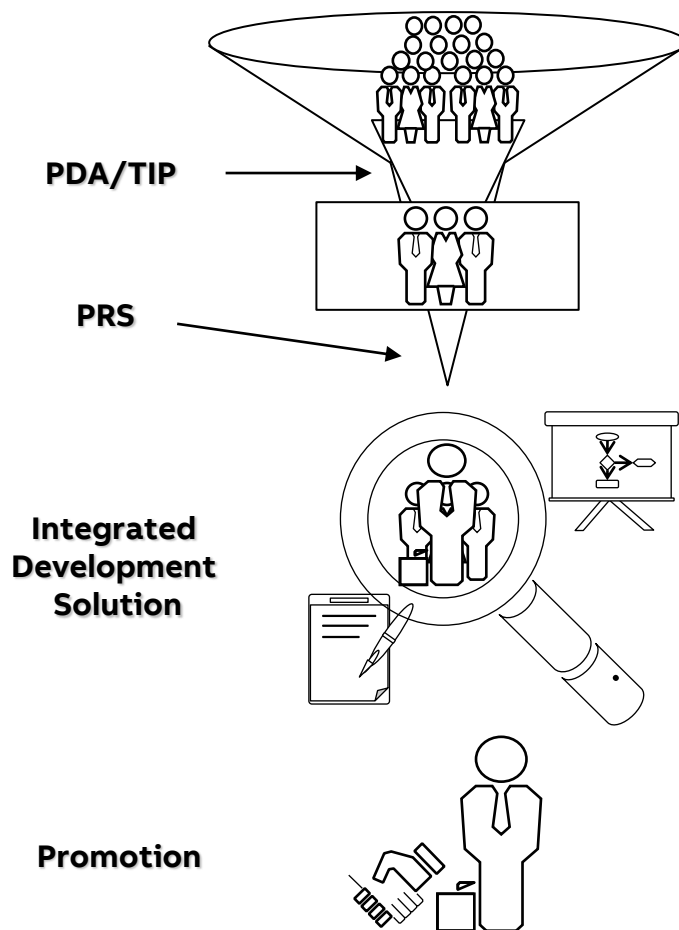 PDA/TIP
PRS
Integrated
Development
Solution
Promotion